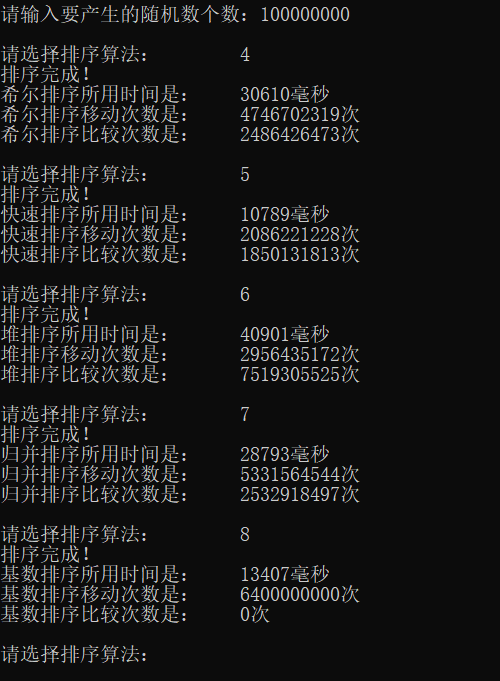 请输入要产生的随机数个数：100000000
请选择排序算法： 4
排序完成！
希尔排序所用时间是： 30610毫秒
希尔排序移动次数是： 4746702319次
希尔排序比较次数是： 2486426473次
请选择排序算法： 5
排序完成！
快速排序所用时间是： 10789毫秒
快速排序移动次数是： 2086221228次
快速排序比较次数是： 1850131813次
请选择排序算法： 6
排序完成！
堆排序所用时间是： 40901毫秒
堆排序移动次数是： 2956435172次
堆排序比较次数是： 7519305525次
请选择排序算法： 7
排序完成！
归并排序所用时间是： 28793毫秒
归并排序移动次数是： 5331564544次
归并排序比较次数是： 2532918497次
请选择排序算法： 8
排序完成！
基数排序所用时间是： 13407毫秒
基数排序移动次数是： 6400000000次
基数排序比较次数是： 0次
请选择排序算法：